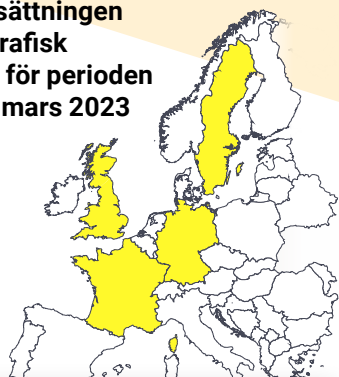 sättningen
rafisk
för perioden
mars 2023